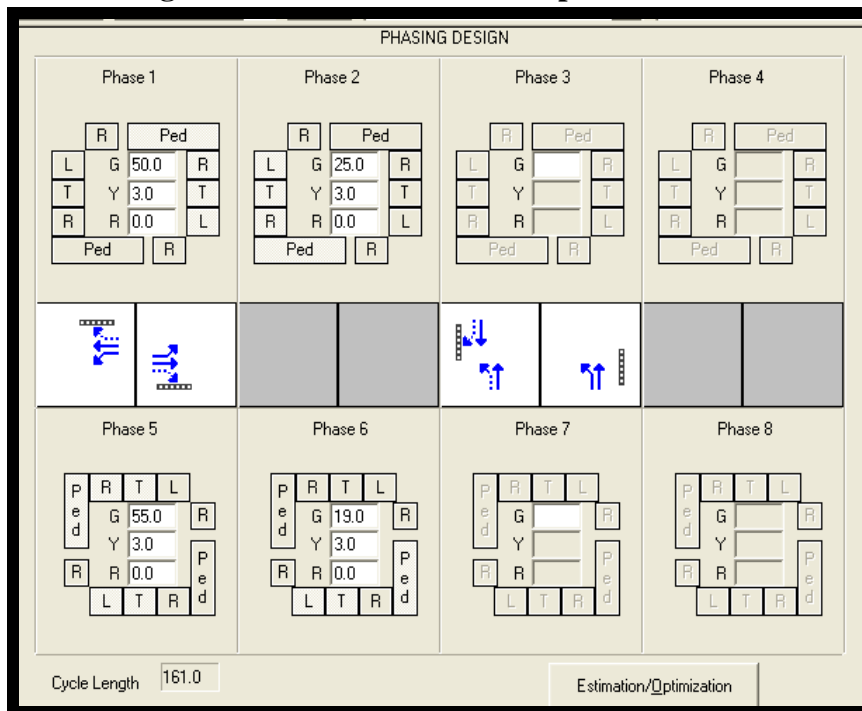 PHASING DESIGN
Phase 1 Phase 2 Phase 3 Phase 4
R Ped R Ped R Ped R Ped
L G 50.0 R L G 25.0 R L G R L G R
T Y 3.0 T T Y 3.0 T T Y T T Y T
R R 0.0 L R R 0.0 L R R L R R L
Ped R Ped R Ped R Ped R
Phase 5 Phase 6 Phase 7 Phase 8
Ped R T L Ped R T L Ped R T L Ped R T L
G 55.0 R G 19.0 R G R G R
Y 3.0 Y 3.0 Y Y
R R 0.0 Ped R R 0.0 Ped R R Ped R R Ped
L T R L T R L T R L T R
Cycle Length 161.0 Estimation/Optimization